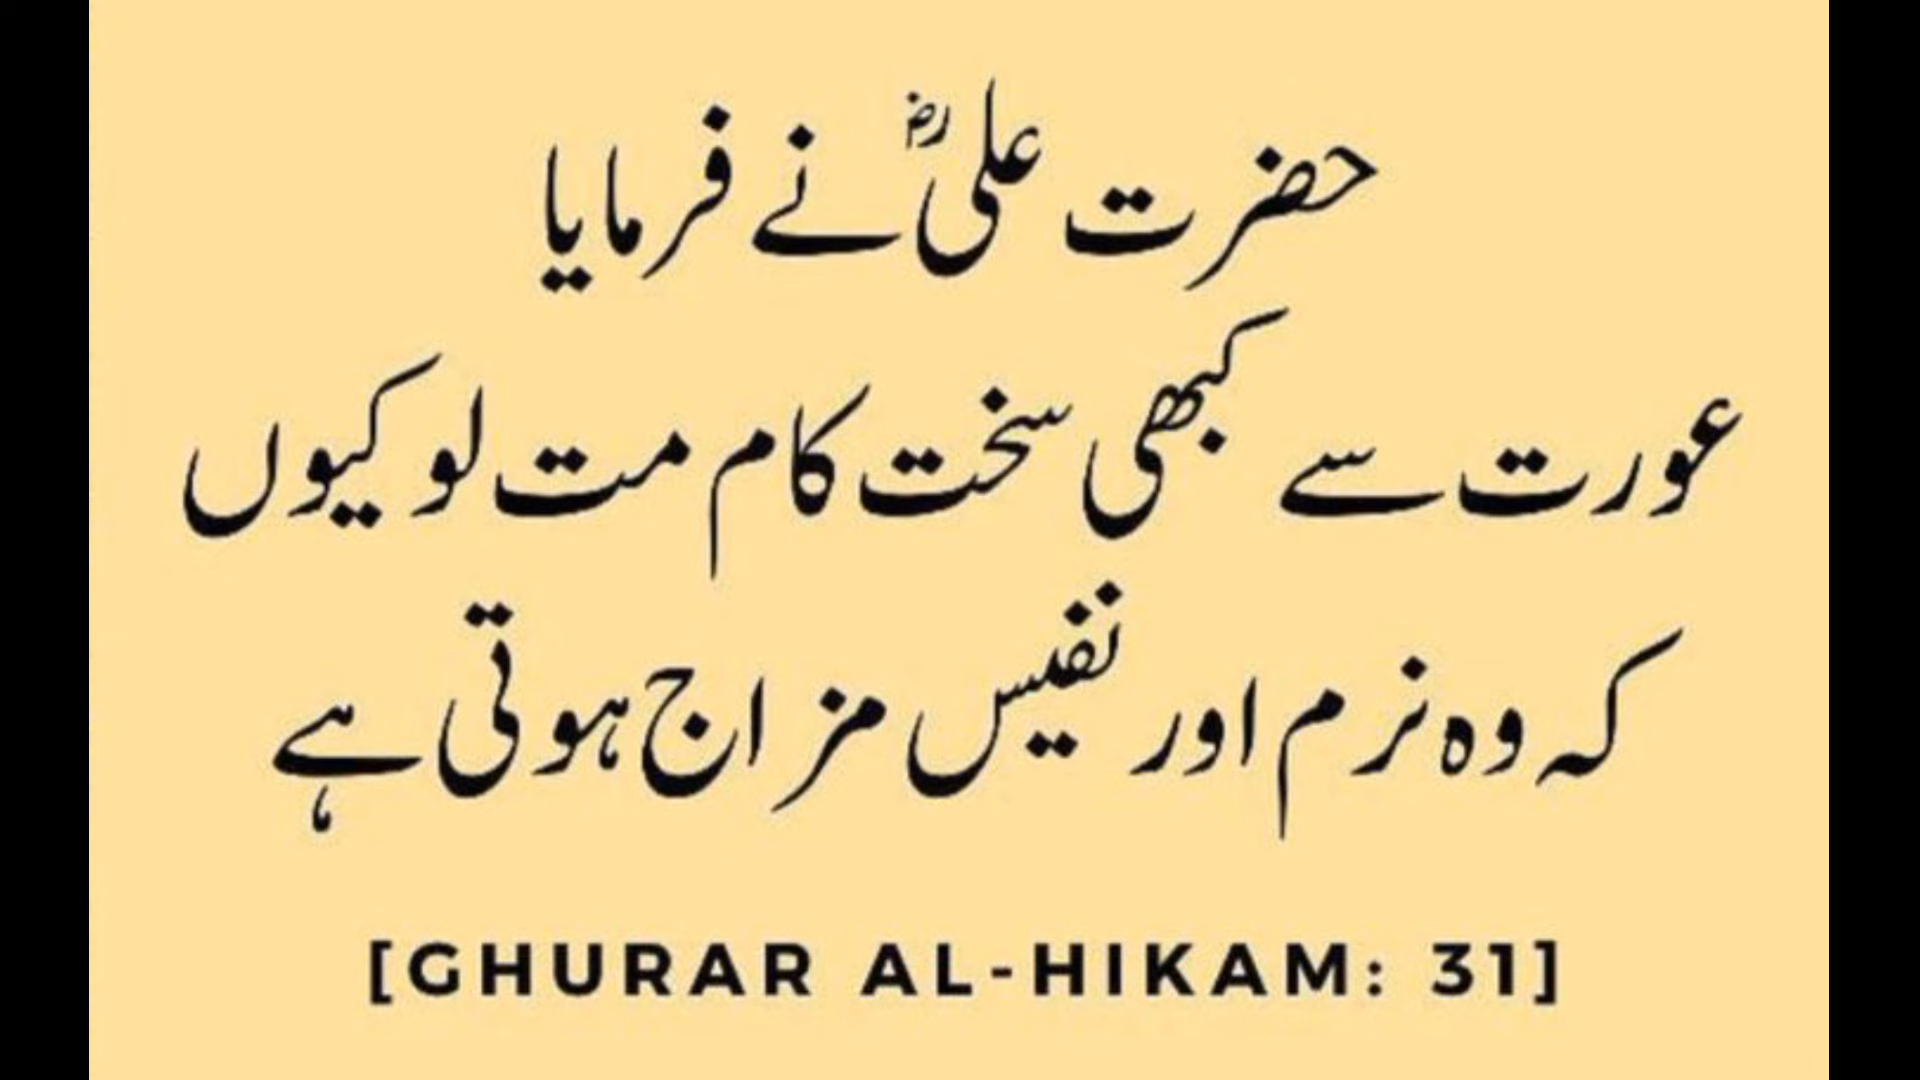 حضرت علیؓ نے فرمایا
عورت سے کبھی سخت کام مت لو کیوں
کہ وہ نرم اور نفیس مزاج ہوتی ہے
[GHURAR AL-HIKAM: 31]